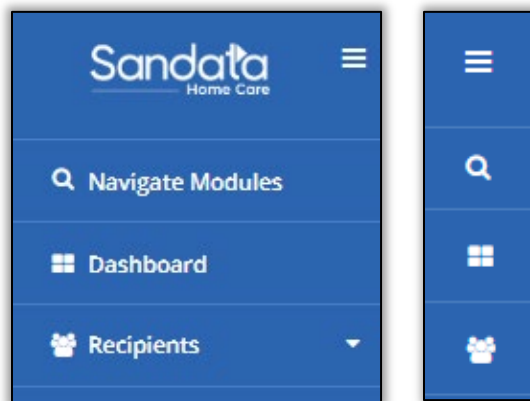 Sandata
Home Care
Navigate Modules
Dashboard
Recipients